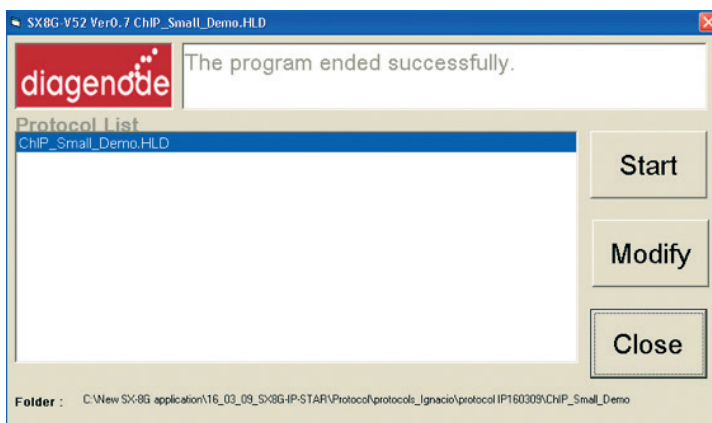 SX8G-V52 Ver0.7 ChIP_Small_Demo.HLD
diagenode
The program ended successfully.
Protocol List
ChIP_Small_Demo.HLD
Start
Modify
Close
Folder : C:\New SX-8G application\16_03_09_SX8G-IP-STAR\Protocol\protocols_Ignacio\protocol IP160309\ChIP_Small_Demo